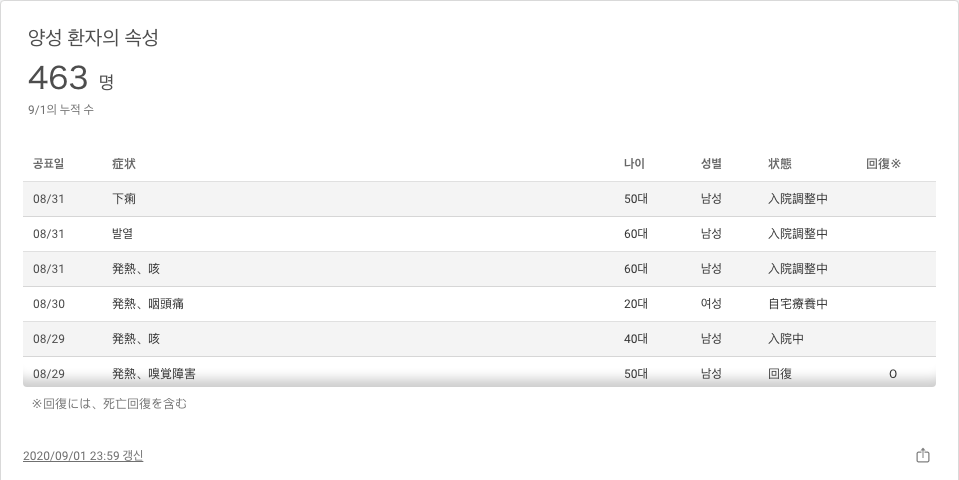 양성 환자의 속성
463 명
9/1의 누적 수
공표일 症状 나이 성별 状態 回復※
08/31 下痢 50대 남성 入院調整中
08/31 발열 60대 남성 入院調整中
08/31 発熱、咳 60대 남성 入院調整中
08/30 発熱、咽頭痛 20대 여성 自宅療養中
08/29 発熱、咳 40대 남성 入院中
08/29 発熱、嗅覚障害 50대 남성 回復 O
※回復には、死亡回復を含む
2020/09/01 23:59 갱신